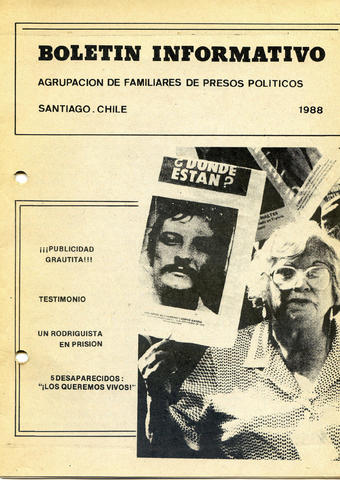 BOLETIN INFORMATIVO
AGRUPACION DE FAMILIARES DE PRESOS POLITICOS
SANTIAGO. CHILE 1988
¿DONDE
ESTAN?
¡¡¡PUBLICIDAD
GRAUTITA!!!
TESTIMONIO
UN RODRIGUISTA
EN PRISION
5 DESAPARECIDOS:
"¡LOS QUEREMOS VIVOS!"